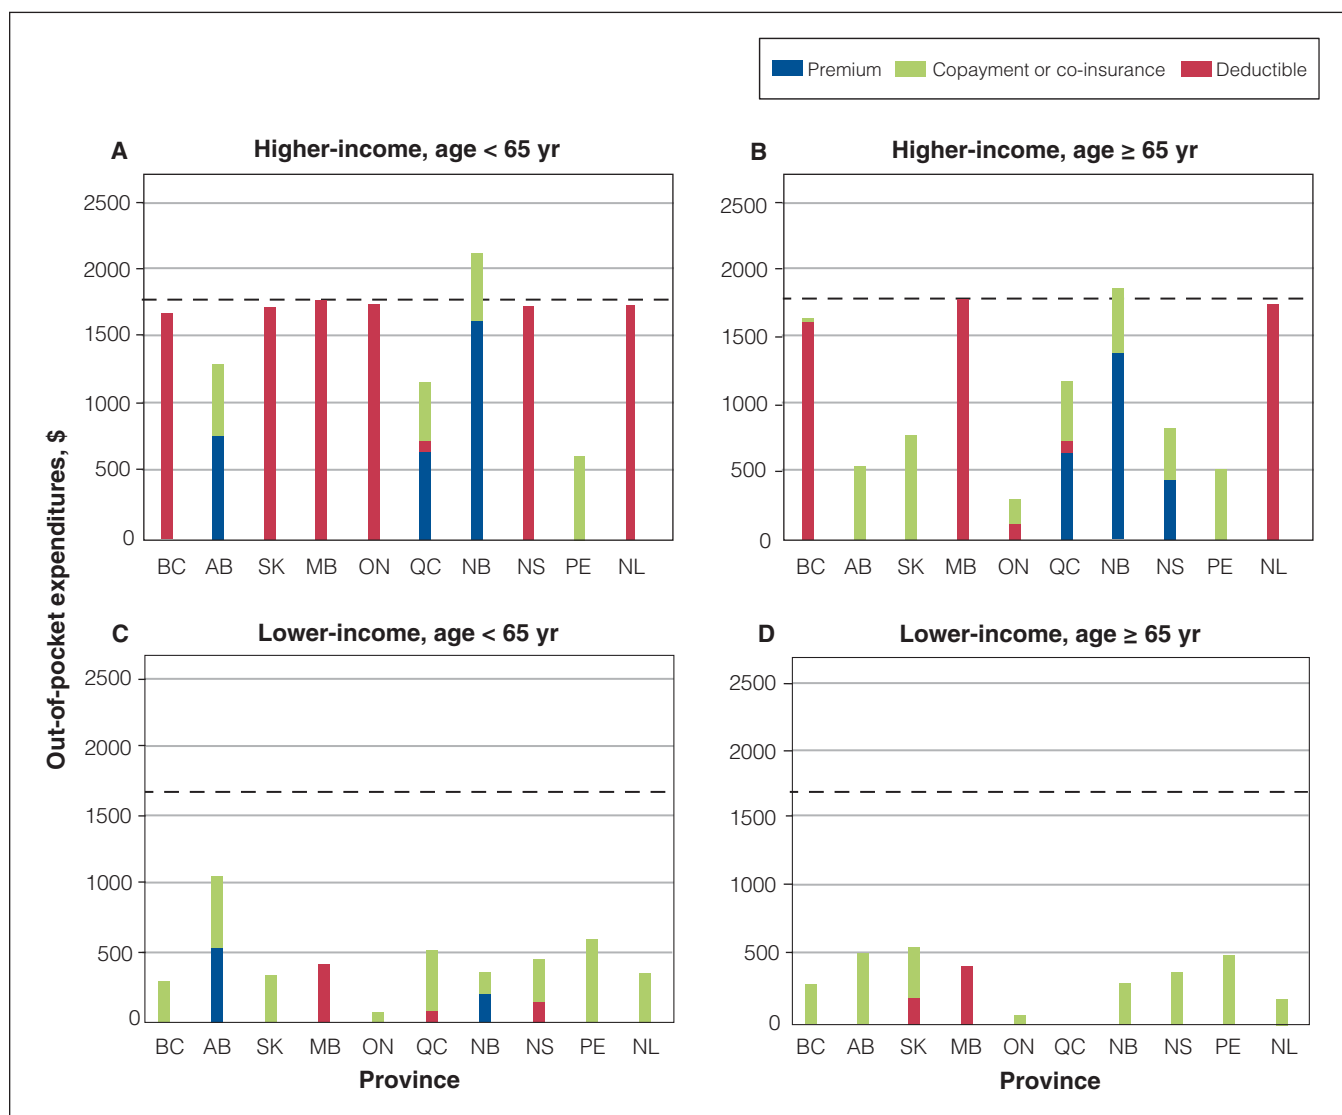 Premium Copayment or co-insurance Deductible
A Higher-income, age < 65 yr
2500
2000
1500
1000
500
0
BC AB SK MB ON QC NB NS PE NL
B Higher-income, age ≥ 65 yr
2500
2000
1500
1000
500
0
BC AB SK MB ON QC NB NS PE NL
Out-of-pocket expenditures, $
C Lower-income, age < 65 yr
2500
2000
1500
1000
500
0
BC AB SK MB ON QC NB NS PE NL
Province
D Lower-income, age ≥ 65 yr
2500
2000
1500
1000
500
0
BC AB SK MB ON QC NB NS PE NL
Province